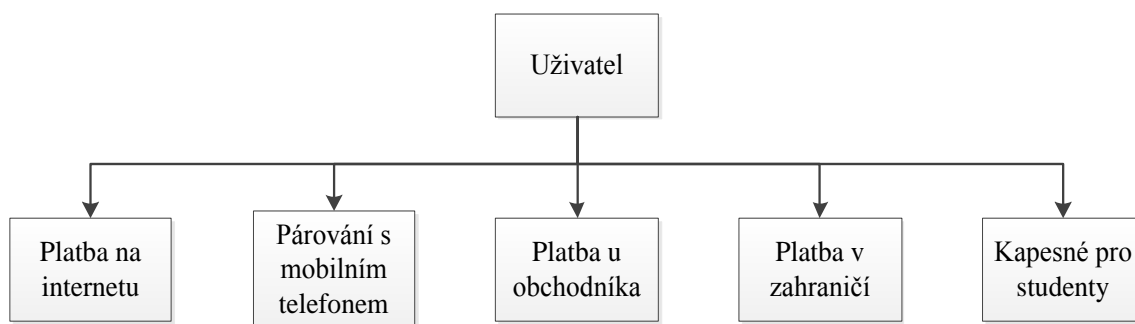 Uživatel
Platba na
internetu
Párování s
mobilním
telefonem
Platba u
obchodníka
Platba v
zahraničí
Kapesné pro
studenty